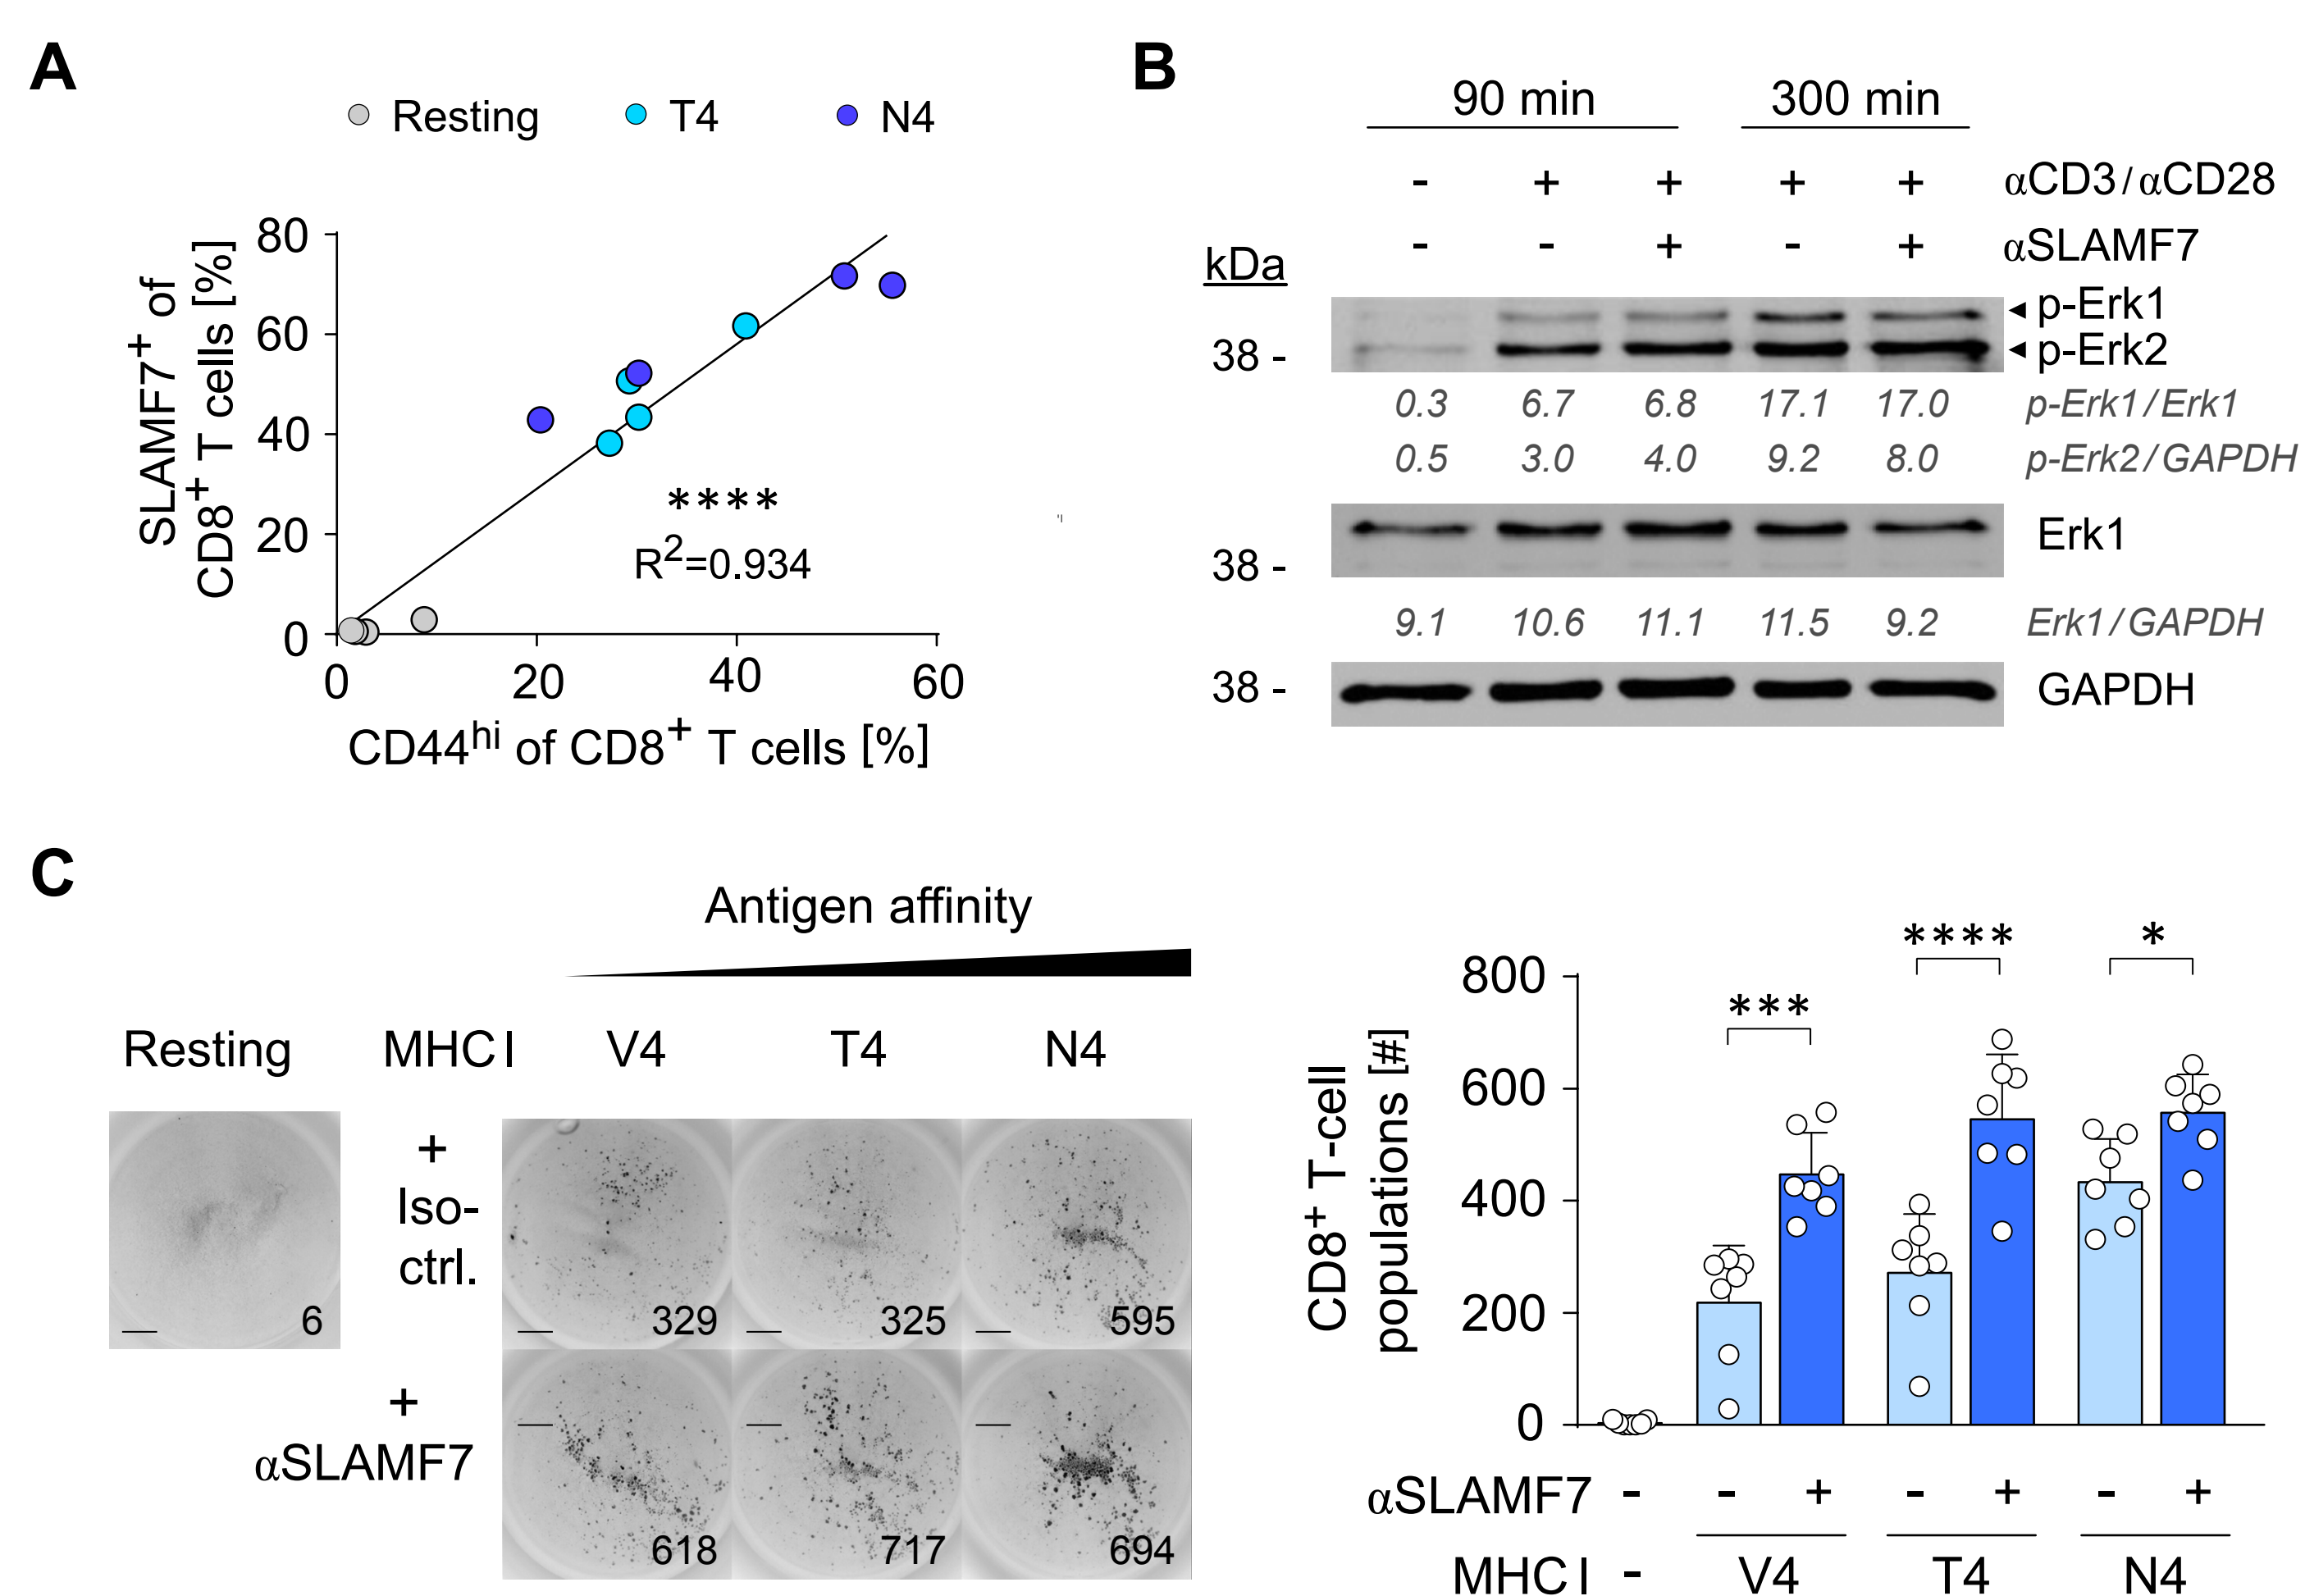 A
Resting T4 N4
SLAMF7+ of
CD8+ T cells [%]
80
60
40
20
0
****
R2=0.934
0 20 40 60
CD44hi of CD8+ T cells [%]
B
90 min 300 min
- + + + + αCD3/αCD28
- - + - + αSLAMF7
kDa
p-Erk1
38 - p-Erk2
0.3 6.7 6.8 17.1 17.0 p-Erk1/Erk1
0.5 3.0 4.0 9.2 8.0 p-Erk2/GAPDH
Erk1
38 -
9.1 10.6 11.1 11.5 9.2 Erk1/GAPDH
38 - GAPDH
C
Antigen affinity
Resting MHC I V4 T4 N4
+
Iso-
ctrl.
6 329 325 595
+
αSLAMF7
618 717 694
CD8+ T-cell
populations [#]
800
600
400
200
0
*** **** *
αSLAMF7 - - + - + - +
MHC I - V4 T4 N4